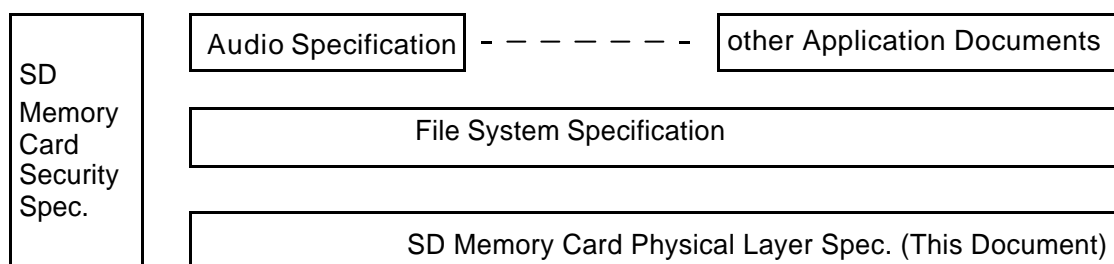 SD
Memory
Card
Security
Spec.
Audio Specification
other Application Documents
File System Specification
SD Memory Card Physical Layer Spec. (This Document)